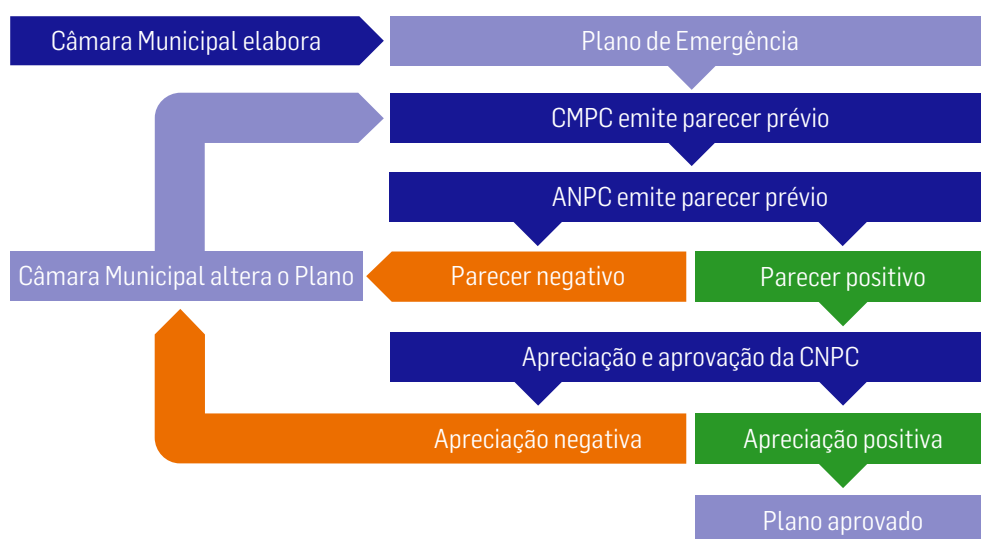 Câmara Municipal elabora
Plano de Emergência
CMPC emite parecer prévio
ANPC emite parecer prévio
Câmara Municipal altera o Plano
Parecer negativo
Parecer positivo
Apreciação e aprovação da CNPC
Apreciação negativa
Apreciação positiva
Plano aprovado